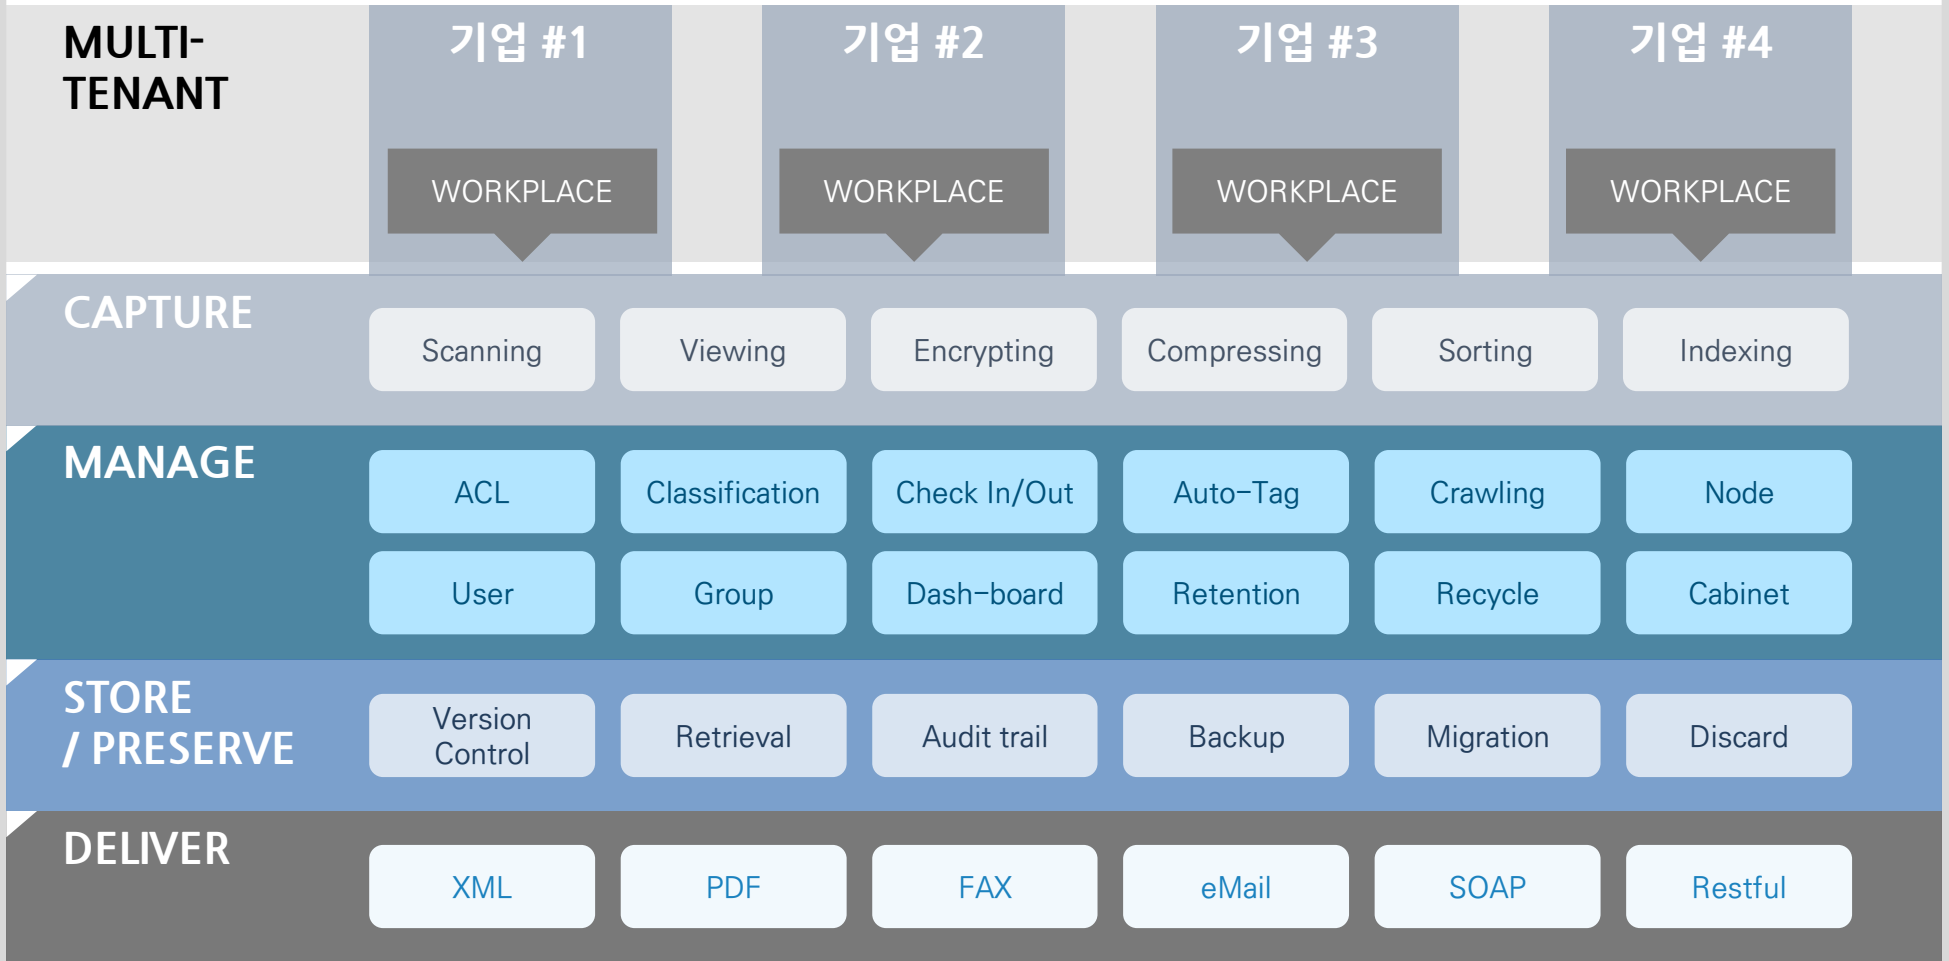 MULTI-
TENANT
기업 #1
기업 #2
기업 #3
기업 #4
WORKPLACE
WORKPLACE
WORKPLACE
WORKPLACE
CAPTURE
Scanning
Viewing
Encrypting
Compressing
Sorting
Indexing
MANAGE
ACL
Classification
Check In/Out
Auto-Tag
Crawling
Node
User
Group
Dash-board
Retention
Recycle
Cabinet
STORE
/ PRESERVE
Version
Control
Retrieval
Audit trail
Backup
Migration
Discard
DELIVER
XML
PDF
FAX
eMail
SOAP
Restful